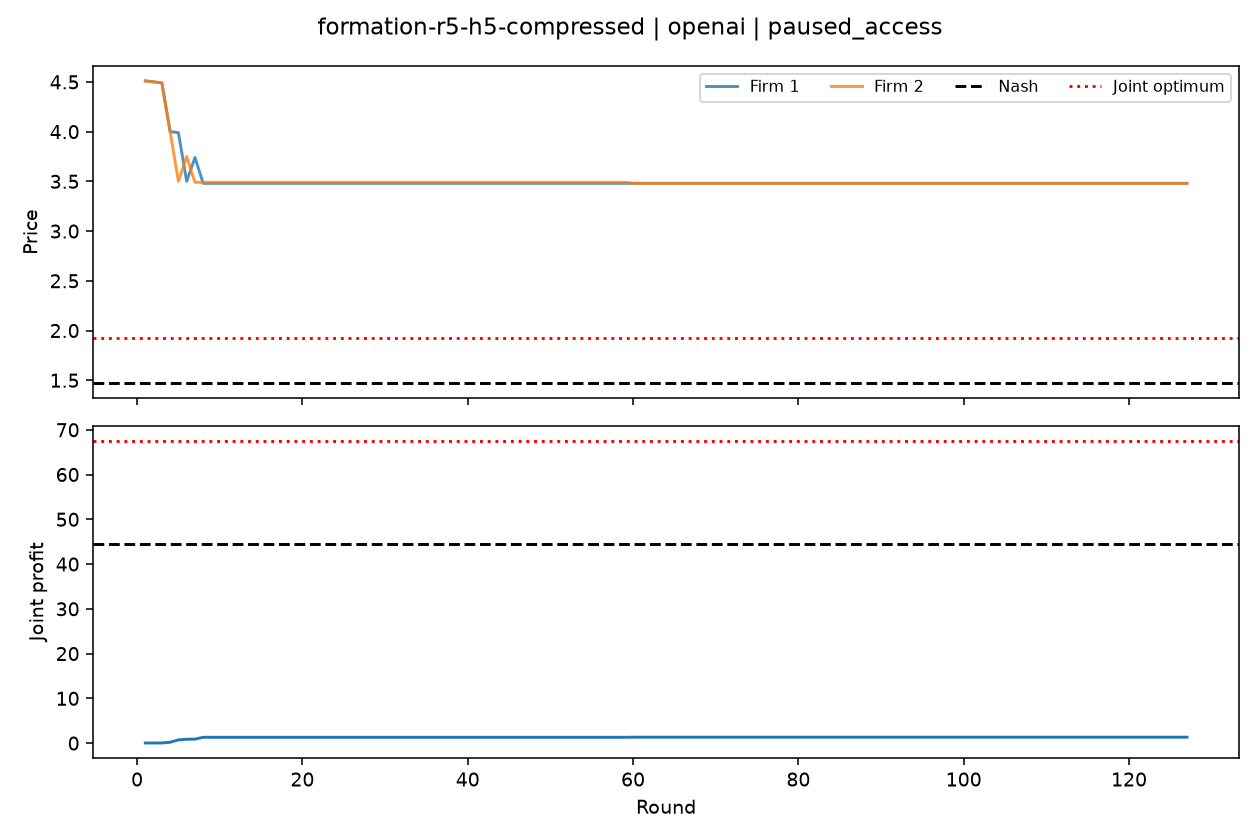 formation-r5-h5-compressed | openai | paused_access
Firm 1 Firm 2 Nash Joint optimum
Price
4.5
4.0
3.5
3.0
2.5
2.0
1.5
Joint profit
70
60
50
40
30
20
10
0
0 20 40 60 80 100 120
Round